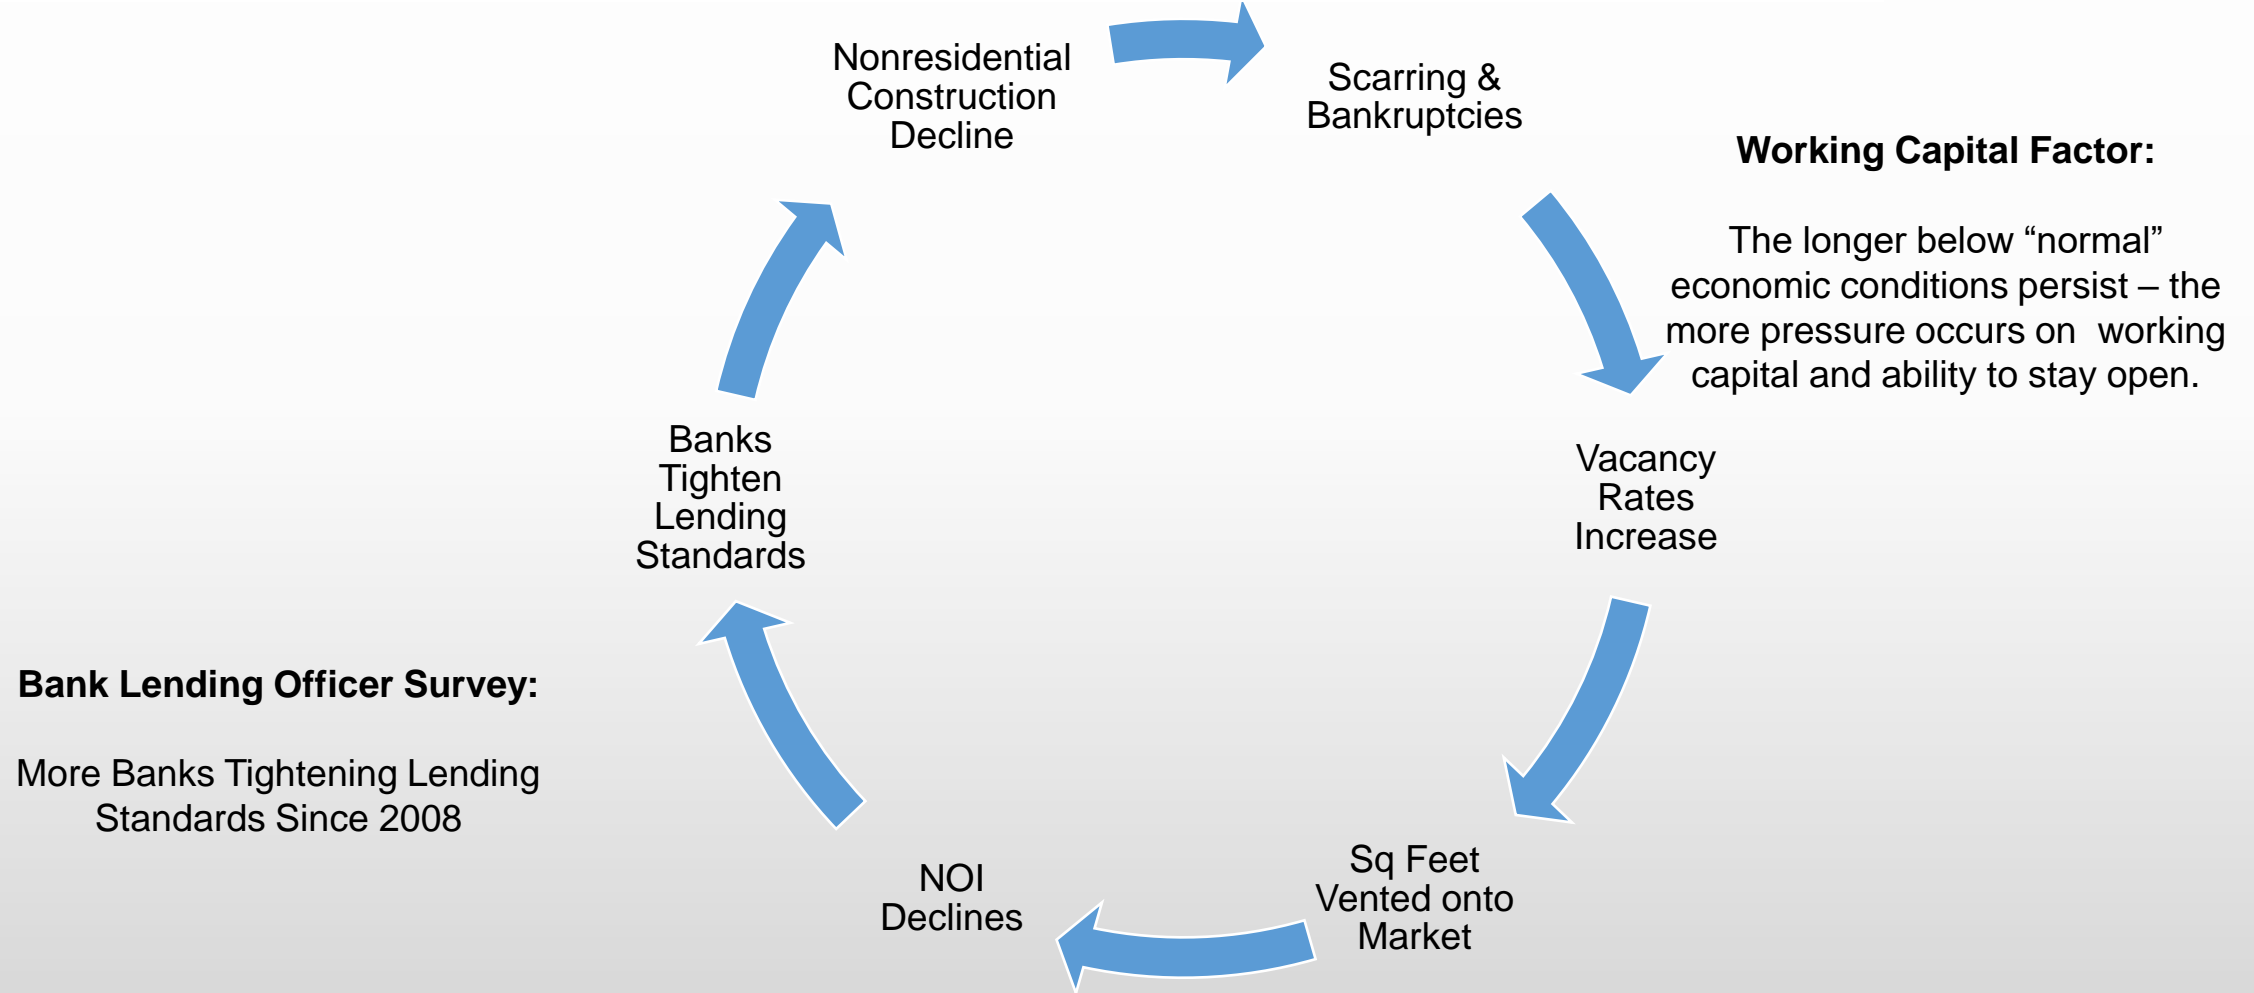 Nonresidential
Construction
Decline
Scarring &
Bankruptcies
Working Capital Factor:
The longer below “normal”
economic conditions persist – the
more pressure occurs on  working
capital and ability to stay open.
Vacancy
Rates
Increase
Sq Feet
Vented onto
Market
NOI
Declines
Banks
Tighten
Lending
Standards
Bank Lending Officer Survey:
More Banks Tightening Lending
Standards Since 2008